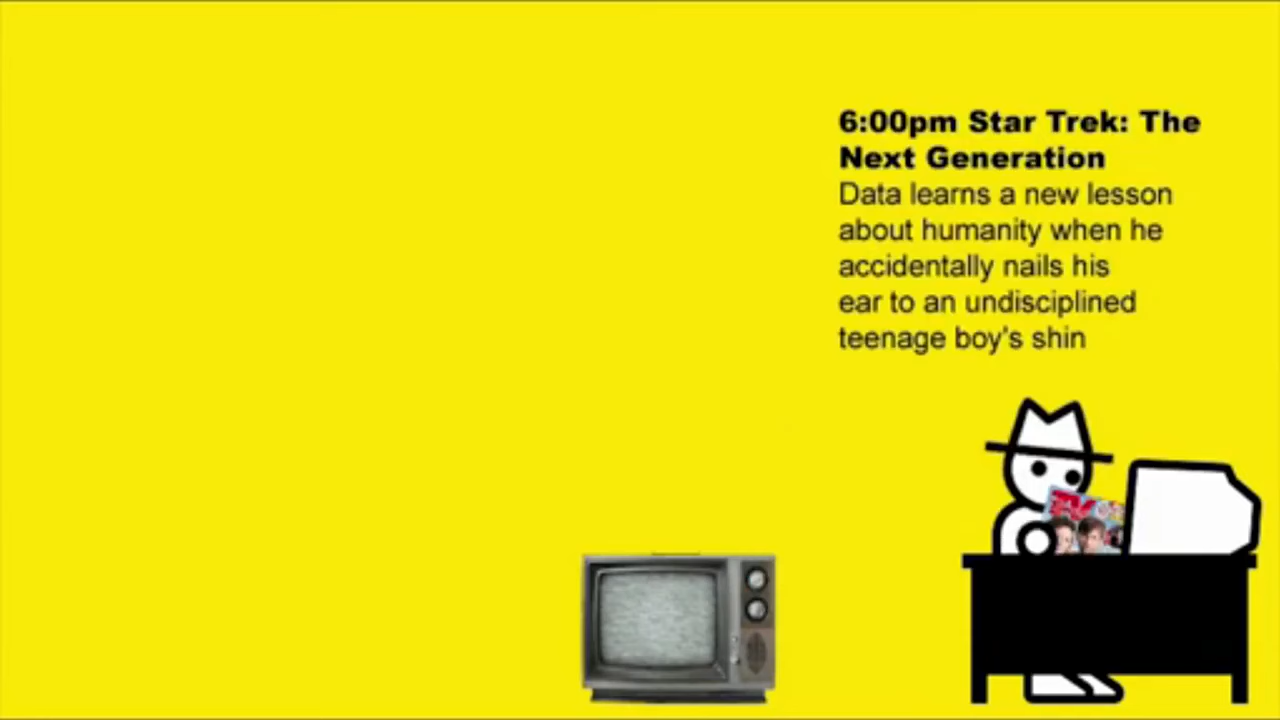 6:00pm Star Trek: The
Next Generation
Data learns a new lesson
about humanity when he
accidentally nails his
ear to an undisciplined
teenage boy's shin